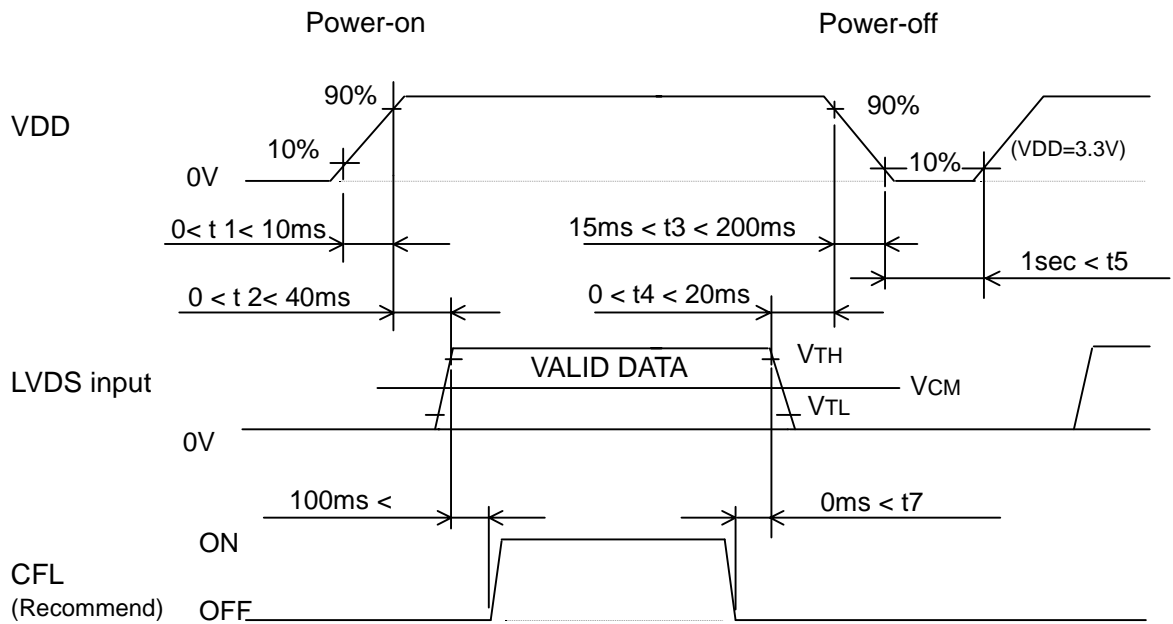 Power-on Power-off
VDD
90% 90%
10% 10% (VDD=3.3V)
0V
0< t 1< 10ms 15ms < t3 < 200ms
1sec < t5
0 < t 2< 40ms 0 < t4 < 20ms
LVDS input
VALID DATA VTH
VCM
VTL
0V
100ms < 0ms < t7
ON
CFL
(Recommend) OFF